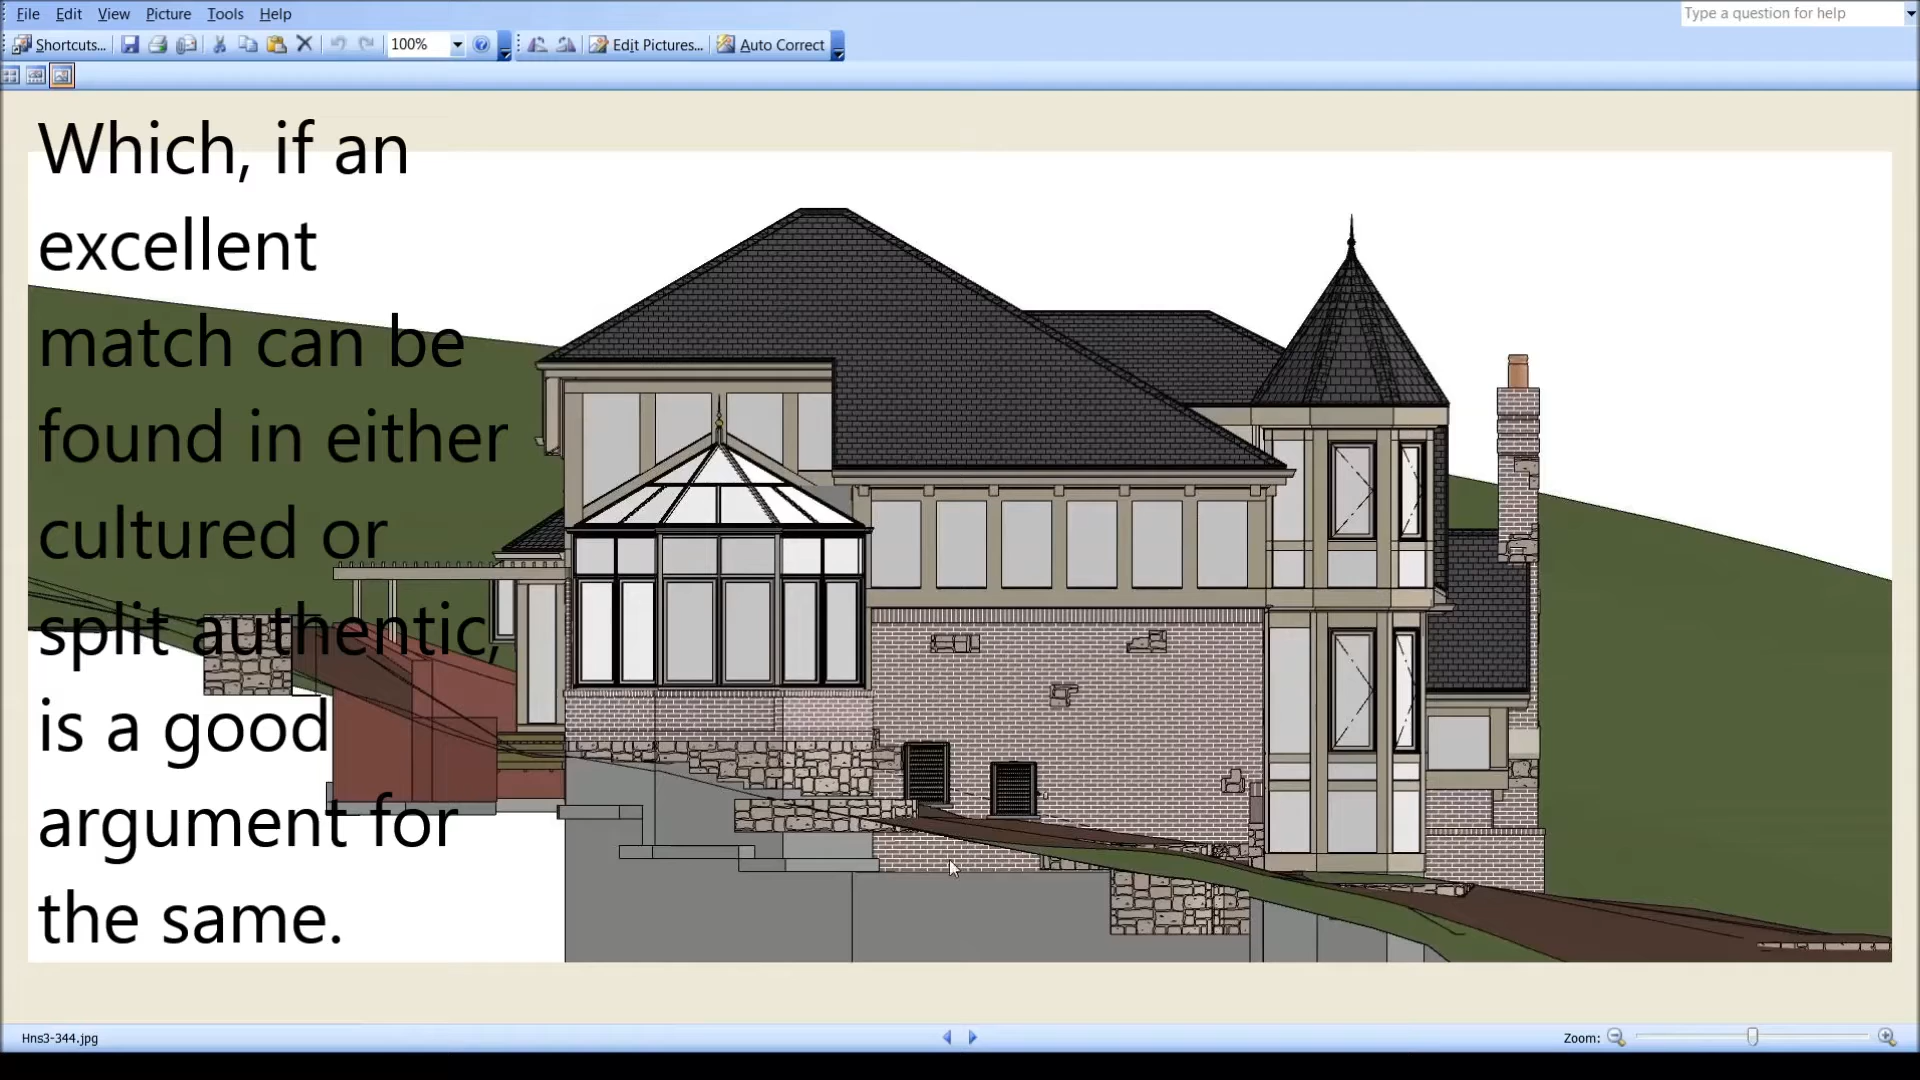 File Edit View Picture Tools Help
Type a question for help
Shortcuts... 100% Edit Pictures... Auto Correct
Which, if an
excellent
match can be
found in either
cultured or
split authentic,
is a good
argument for
the same.
Hns3-344.jpg
Zoom: